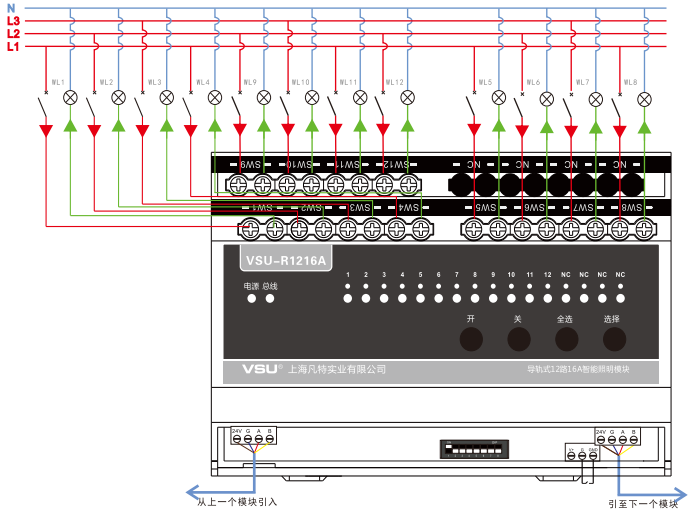 N
L3
L2
L1
WL1 WL2 WL3 WL4 WL9 WL10 WL11 WL12 WL5 WL6 WL7 WL8
SW9 SW10 SW11 SW12 NC NC NC NC
SW1 SW2 SW3 SW4 SW5 SW6 SW7 SW8
VSU-R1216A
电源 总线
1 2 3 4 5 6 7 8 9 10 11 12 NC NC NC NC
开 关 全选 选择
VSU® 上海凡特实业有限公司
导轨式12路16A智能照明模块
24V G A B
24V G A B
从上一个模块引入
引至下一个模块